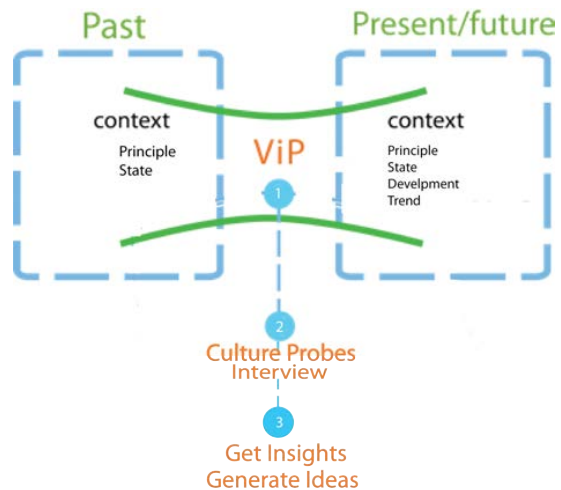 Past
Present/future
context
Principle
State
ViP
context
Principle
State
Develpment
Trend
1
2
Culture Probes
Interview
3
Get Insights
Generate Ideas